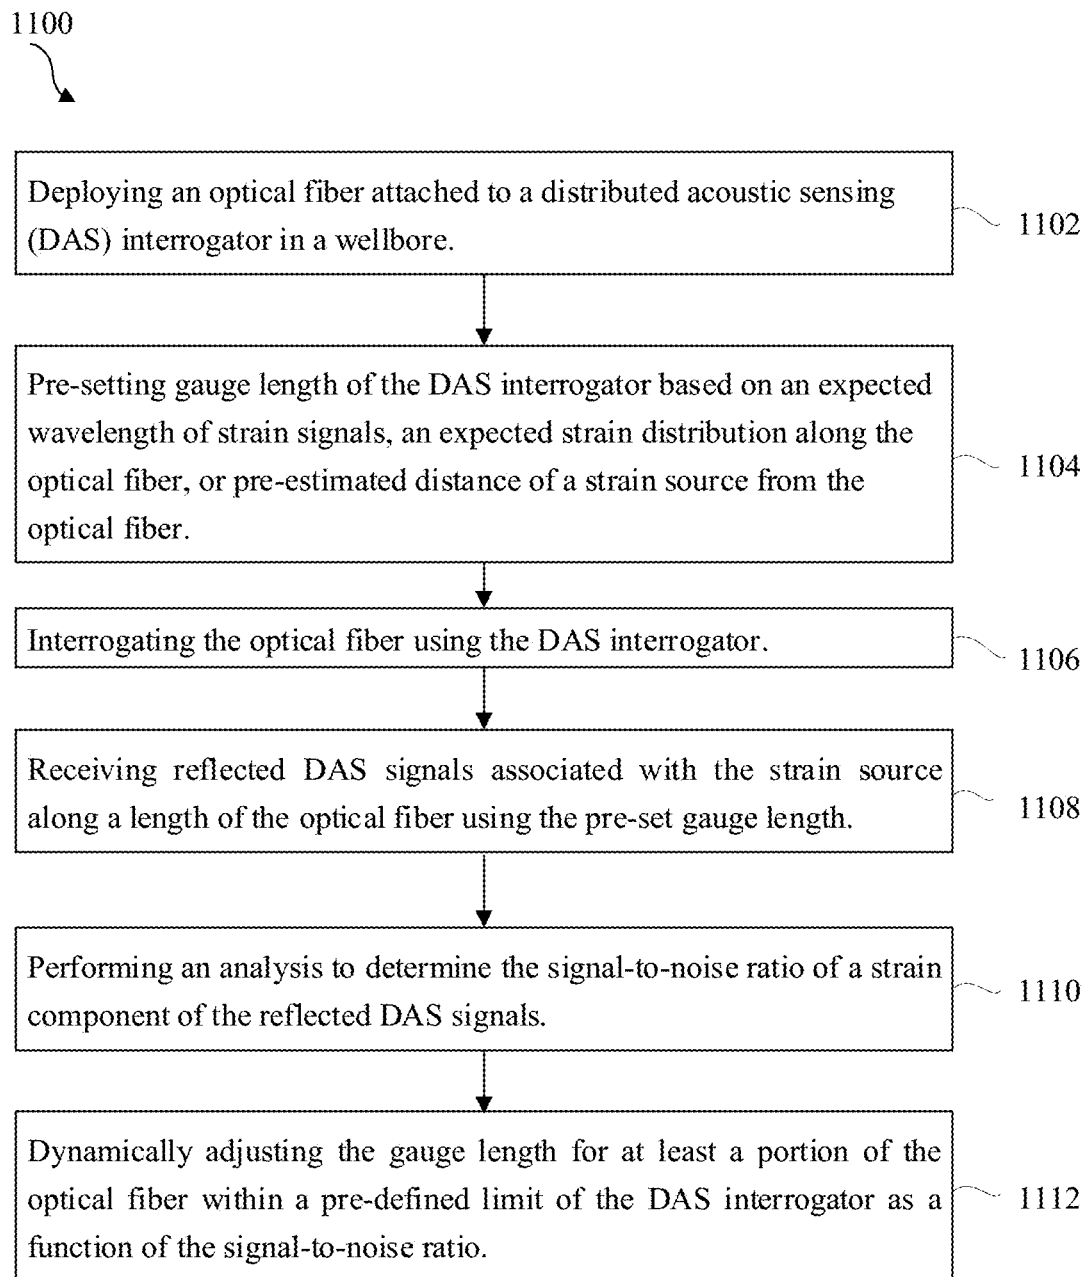 1100
Deploying an optical fiber attached to a distributed acoustic sensing
(DAS) interrogator in a wellbore.
1102
Pre-setting gauge length of the DAS interrogator based on an expected
wavelength of strain signals, an expected strain distribution along the
optical fiber, or pre-estimated distance of a strain source from the
optical fiber.
1104
Interrogating the optical fiber using the DAS interrogator.
1106
Receiving reflected DAS signals associated with the strain source
along a length of the optical fiber using the pre-set gauge length.
1108
Performing an analysis to determine the signal-to-noise ratio of a strain
component of the reflected DAS signals.
1110
Dynamically adjusting the gauge length for at least a portion of the
optical fiber within a pre-defined limit of the DAS interrogator as a
function of the signal-to-noise ratio.
1112